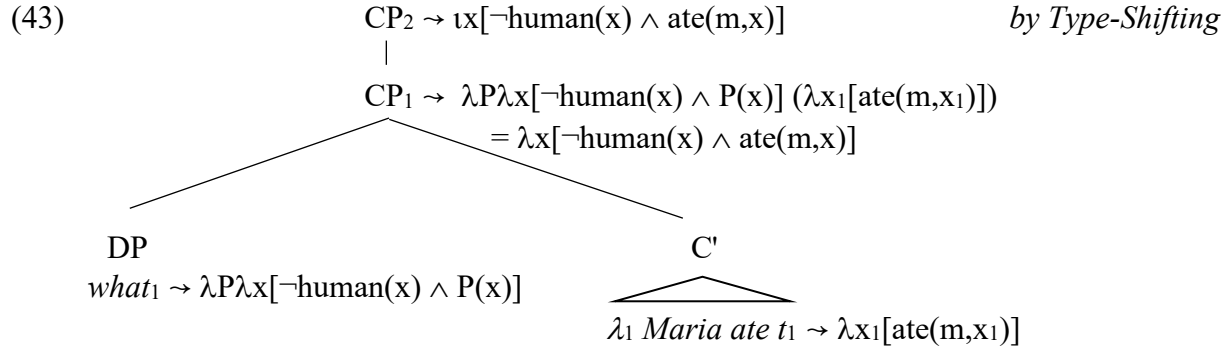 (43) CP₂ → ιx[¬human(x) ∧ ate(m,x)] by Type-Shifting
CP₁ → λPλx[¬human(x) ∧ P(x)] (λx₁[ate(m,x₁)])
= λx[¬human(x) ∧ ate(m,x)]
DP C'
what₁ → λPλx[¬human(x) ∧ P(x)]
λ₁ Maria ate t₁ → λx₁[ate(m,x₁)]